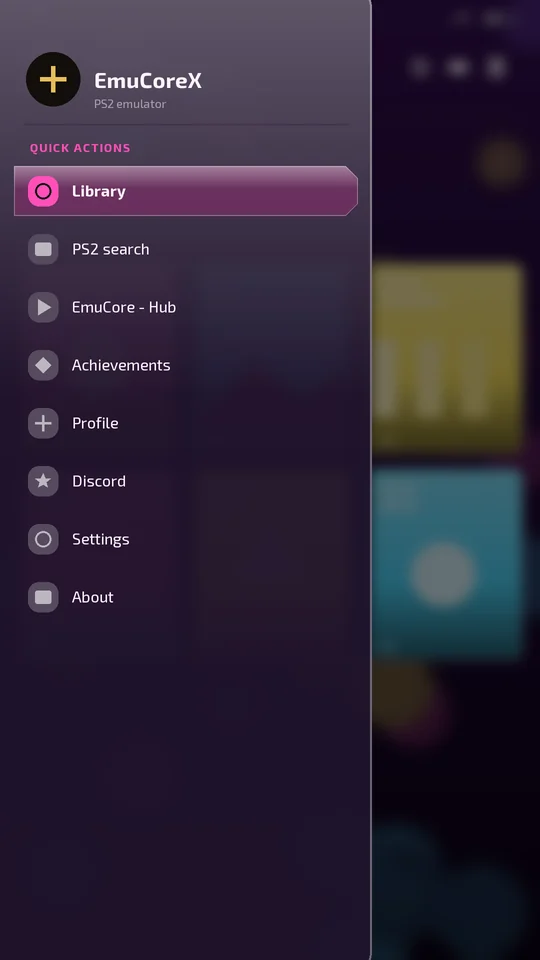 EmuCoreX
PS2 emulator
QUICK ACTIONS
Library
PS2 search
EmuCore - Hub
Achievements
Profile
Discord
Settings
About